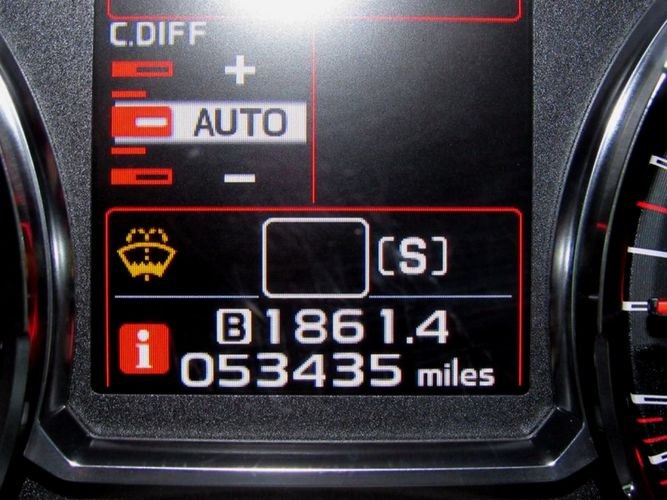 C.DIFF
+
AUTO
-
[S]
B 1861.4
i 053435 miles